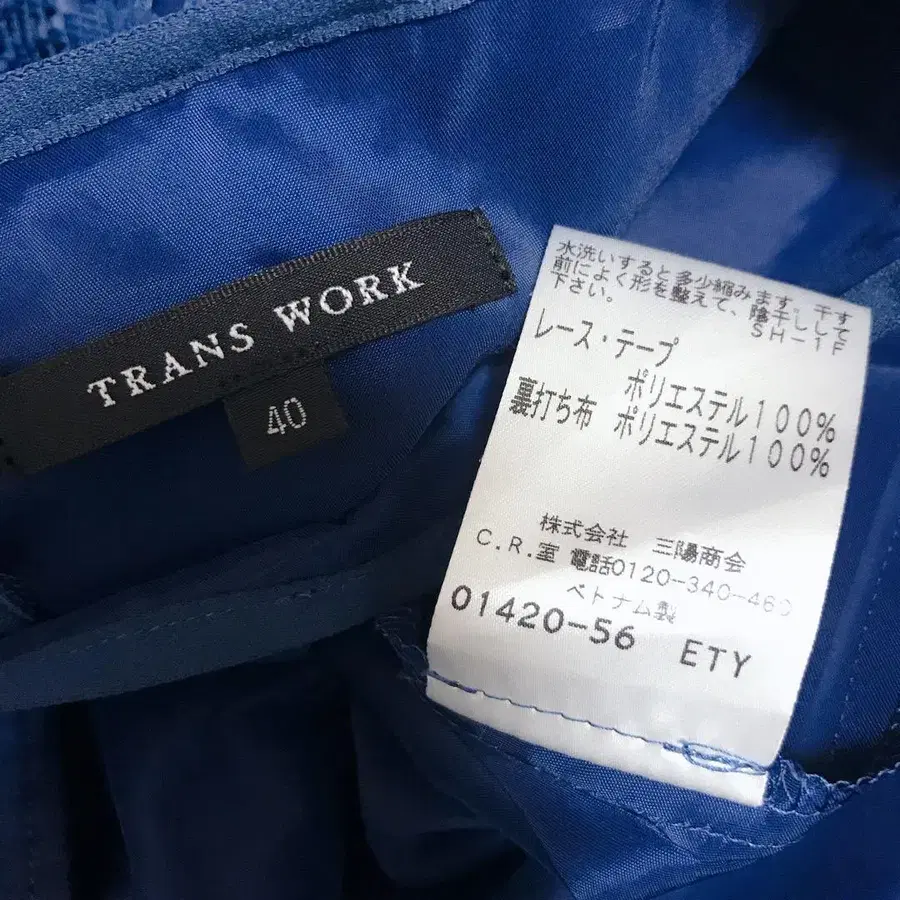 TRANS WORK
40
水洗いすると多少縮みます。干す
前によく形を整えて、陰干しして
下さい。
SH-1F
レース・テープ
ポリエステル100%
裏打ち布 ポリエステル100%
株式会社 三陽商会
C.R.室 電話0120-340-460
ベトナム製
01420-56 ETY